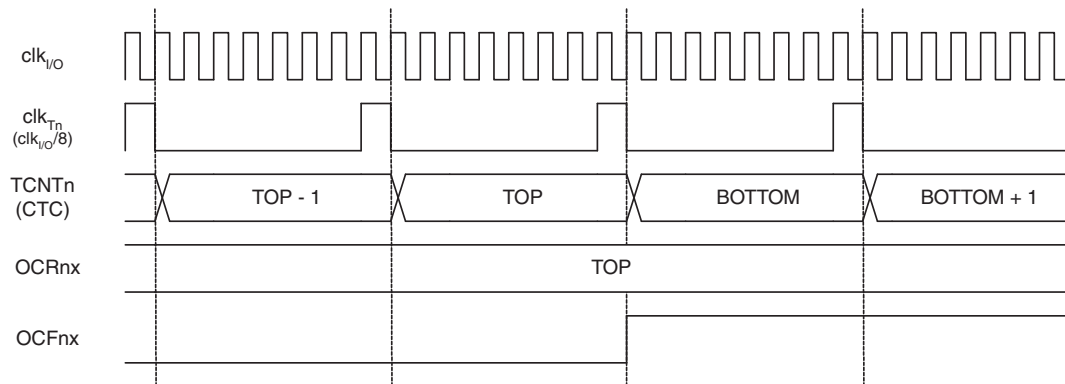 clkI/O
clkTn
(clkI/O/8)
TCNTn
(CTC)
TOP - 1
TOP
BOTTOM
BOTTOM + 1
OCRnx
TOP
OCFnx